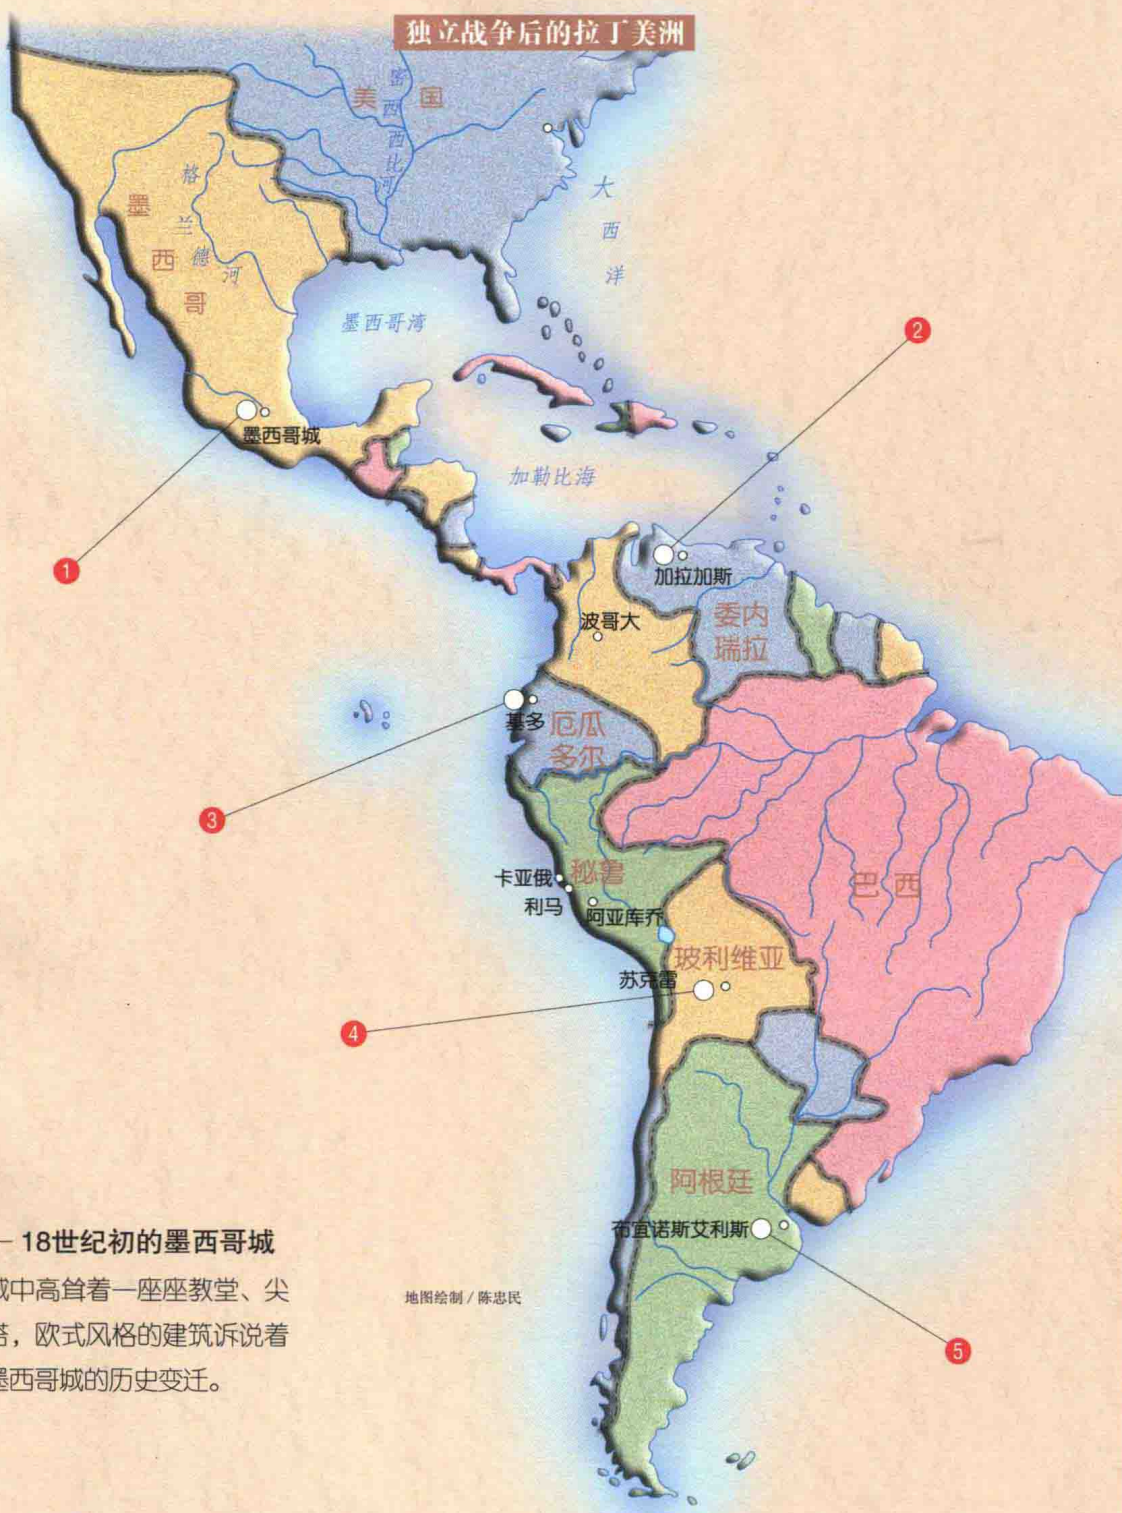 独立战争后的拉丁美洲
美国
密西西比河
大西洋
墨西哥
格兰德河
墨西哥湾
2
墨西哥城
加勒比海
1
加拉加斯
委内
瑞拉
波哥大
基多
厄瓜
多尔
3
卡亚俄
秘鲁
利马
阿亚库乔
巴西
玻利维亚
苏克雷
4
阿根廷
布宜诺斯艾利斯
5
18世纪初的墨西哥城
城中高耸着一座座教堂、尖
塔，欧式风格的建筑诉说着
墨西哥城的历史变迁。
地图绘制/陈忠民